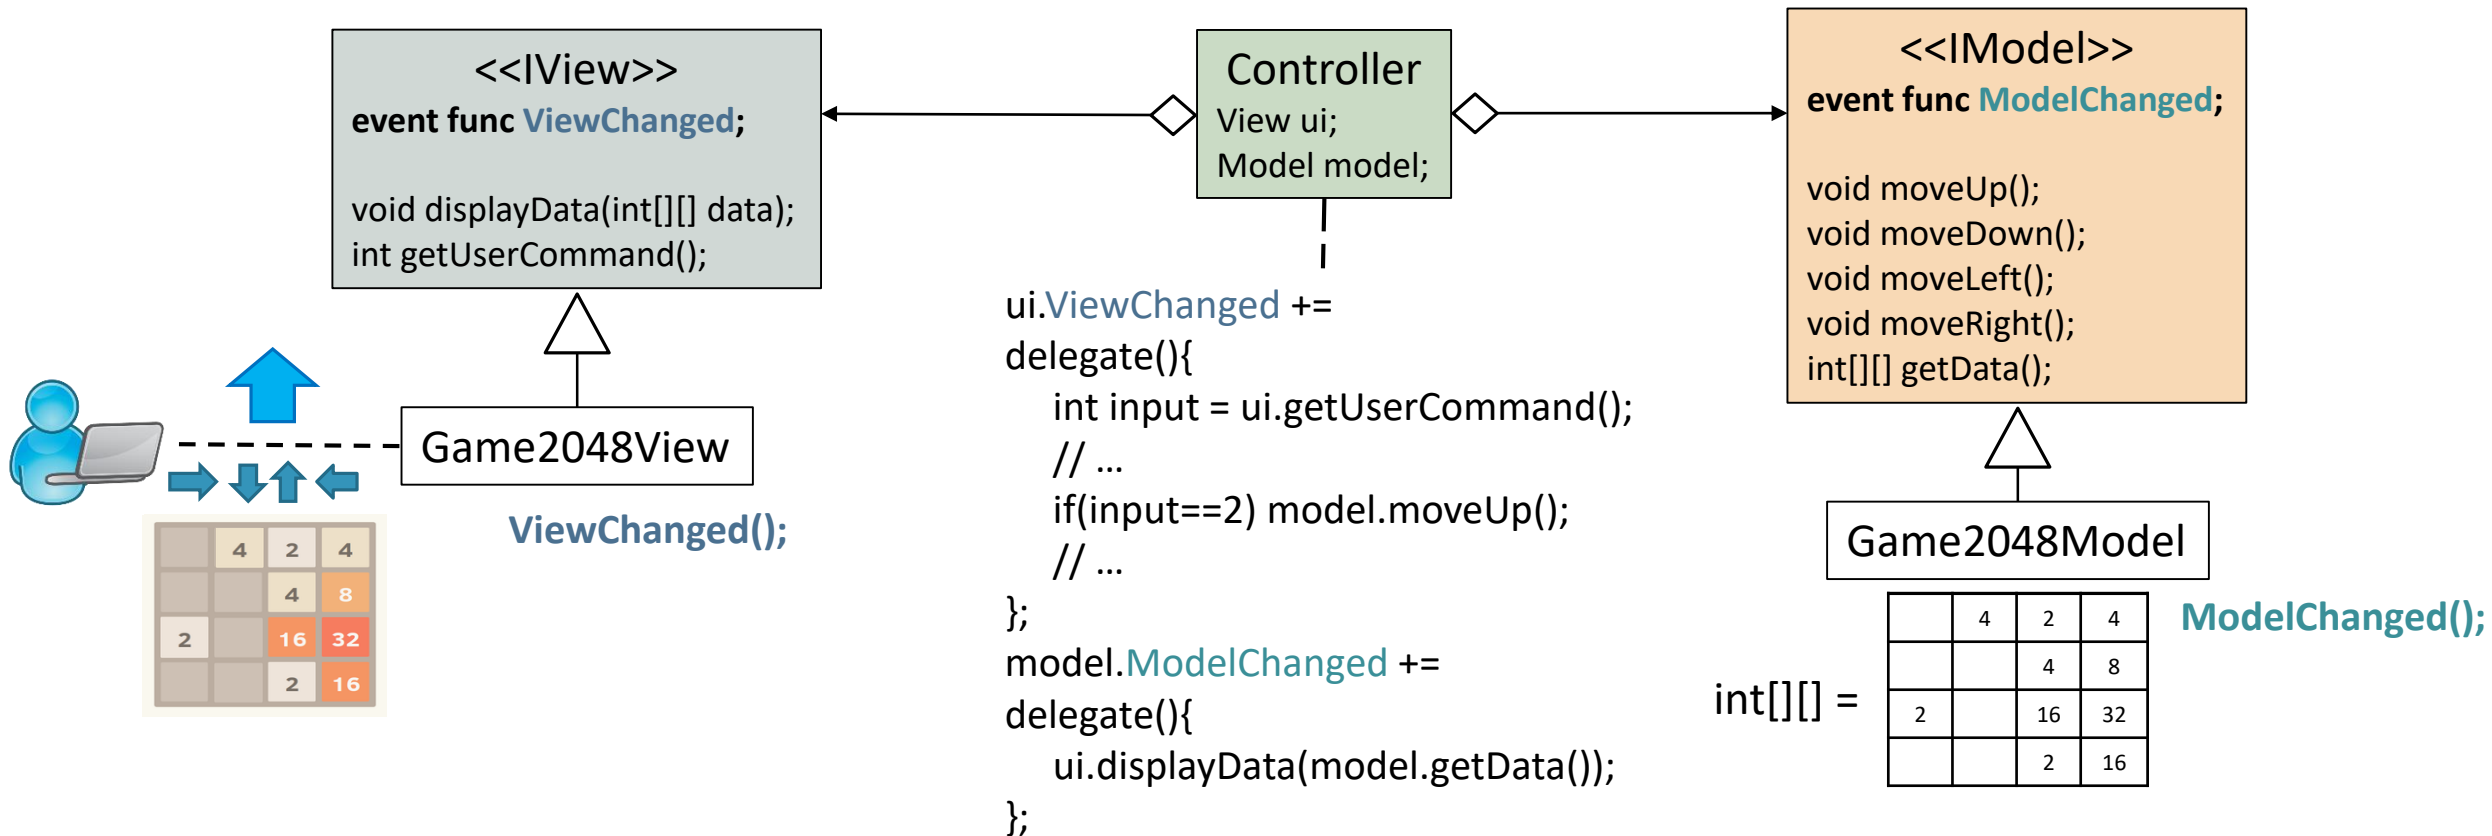 <<IView>>
event func ViewChanged;
void displayData(int[][] data);
int getUserCommand();
Controller
View ui;
Model model;
<<IModel>>
event func ModelChanged;
void moveUp();
void moveDown();
void moveLeft();
void moveRight();
int[][] getData();
Game2048View
ViewChanged();
4 2 4
4 8
2 16 32
2 16
ui.ViewChanged +=
delegate(){
int input = ui.getUserCommand();
// …
if(input==2) model.moveUp();
// …
};
model.ModelChanged +=
delegate(){
ui.displayData(model.getData());
};
Game2048Model
ModelChanged();
int[][] =
4 2 4
4 8
2 16 32
2 16